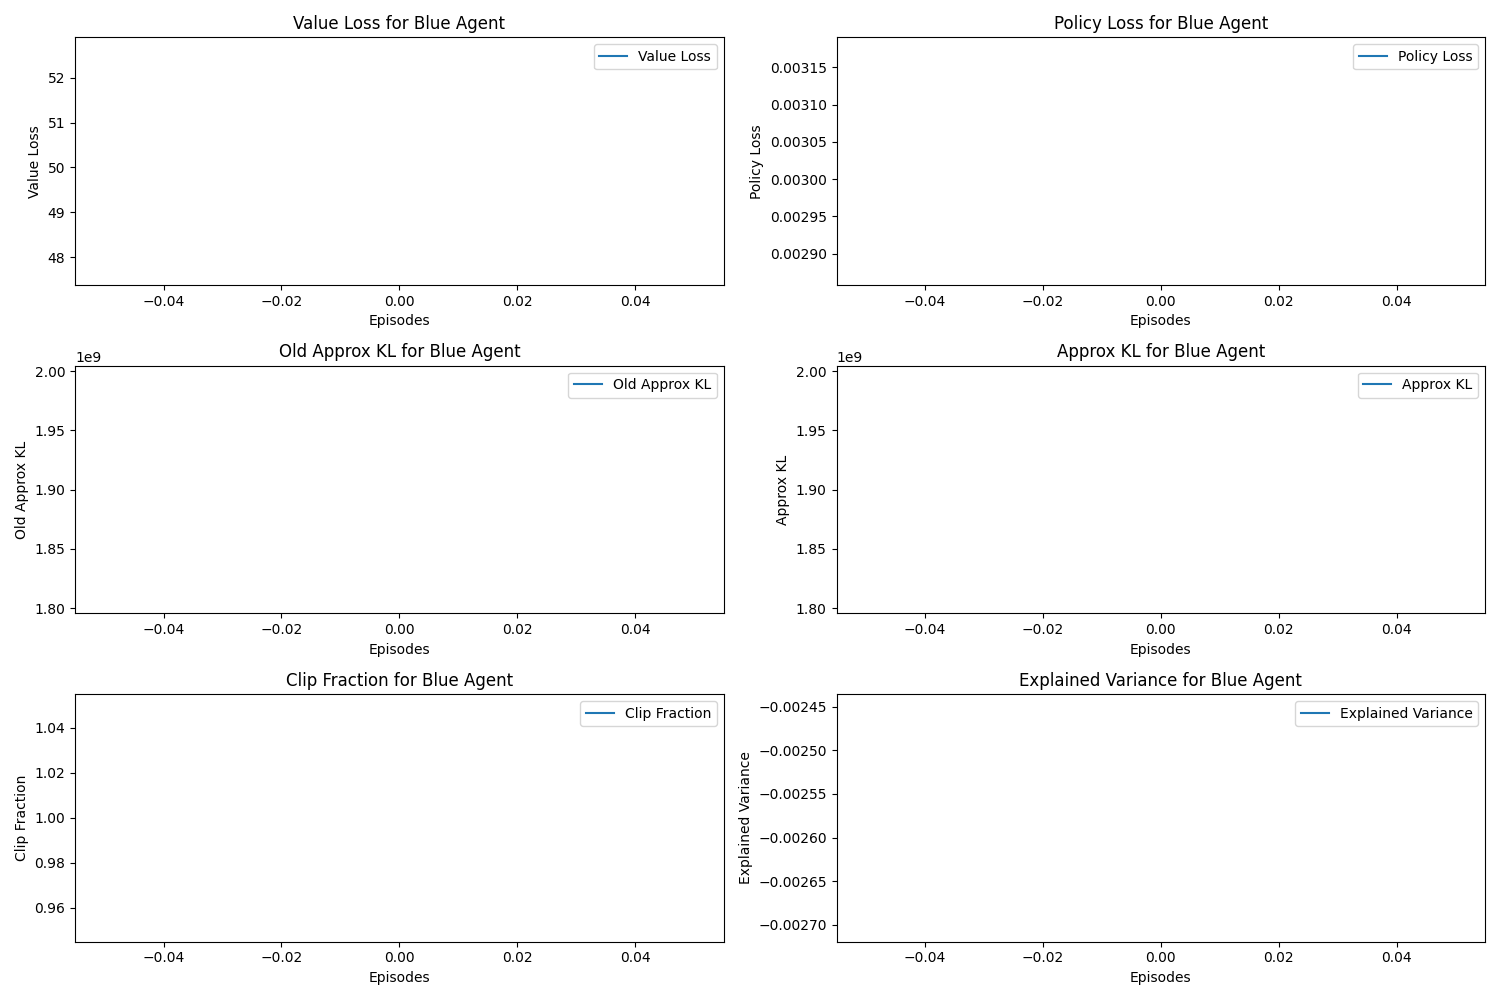 Value Loss for Blue Agent
Value Loss
Value Loss
52
51
50
49
48
−0.04 −0.02 0.00 0.02 0.04
Episodes
Policy Loss for Blue Agent
Policy Loss
Policy Loss
0.00315
0.00310
0.00305
0.00300
0.00295
0.00290
−0.04 −0.02 0.00 0.02 0.04
Episodes
Old Approx KL for Blue Agent
1e9
Old Approx KL
Old Approx KL
2.00
1.95
1.90
1.85
1.80
−0.04 −0.02 0.00 0.02 0.04
Episodes
Approx KL for Blue Agent
1e9
Approx KL
Approx KL
2.00
1.95
1.90
1.85
1.80
−0.04 −0.02 0.00 0.02 0.04
Episodes
Clip Fraction for Blue Agent
Clip Fraction
Clip Fraction
1.04
1.02
1.00
0.98
0.96
−0.04 −0.02 0.00 0.02 0.04
Episodes
Explained Variance for Blue Agent
Explained Variance
Explained Variance
−0.00245
−0.00250
−0.00255
−0.00260
−0.00265
−0.00270
−0.04 −0.02 0.00 0.02 0.04
Episodes